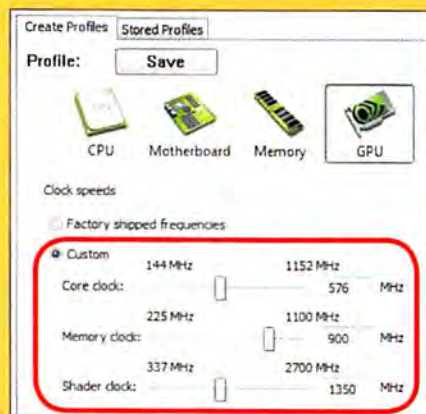 Create Profiles Stored Profiles
Profile: Save
CPU Motherboard Memory GPU
Clock speeds
Factory shipped frequencies
Custom
144 MHz 1152 MHz
Core clock: 576 MHz
225 MHz 1100 MHz
Memory clock: 900 MHz
337 MHz 2700 MHz
Shader clock: 1350 MHz